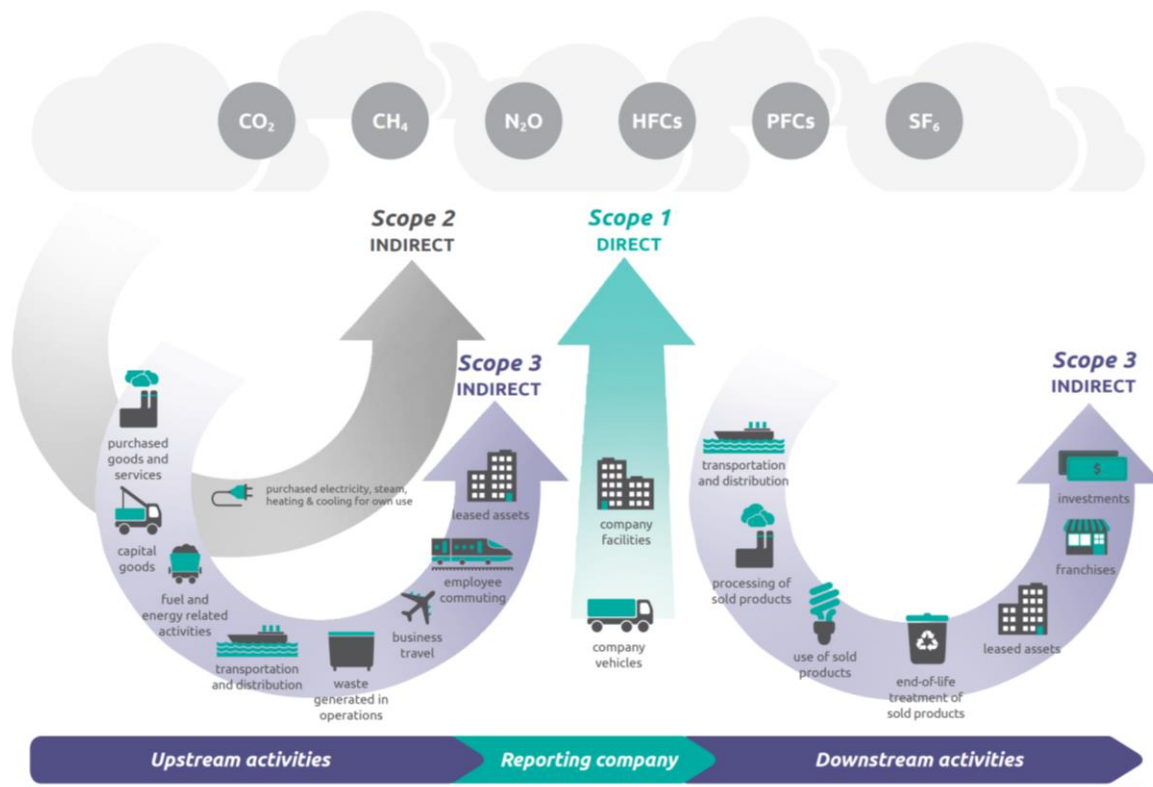 CO₂
CH₄
N₂O
HFCs
PFCs
SF₆
Scope 2
INDIRECT
Scope 1
DIRECT
Scope 3
INDIRECT
Scope 3
INDIRECT
purchased
goods and
services
capital
goods
fuel and
energy related
activities
purchased electricity, steam,
heating & cooling for own use
transportation
and distribution
waste
generated in
operations
business
travel
employee
commuting
leased assets
company
facilities
company
vehicles
transportation
and distribution
processing of
sold products
use of sold
products
end-of-life
treatment of
sold products
leased assets
franchises
$
investments
Upstream activities
Reporting company
Downstream activities